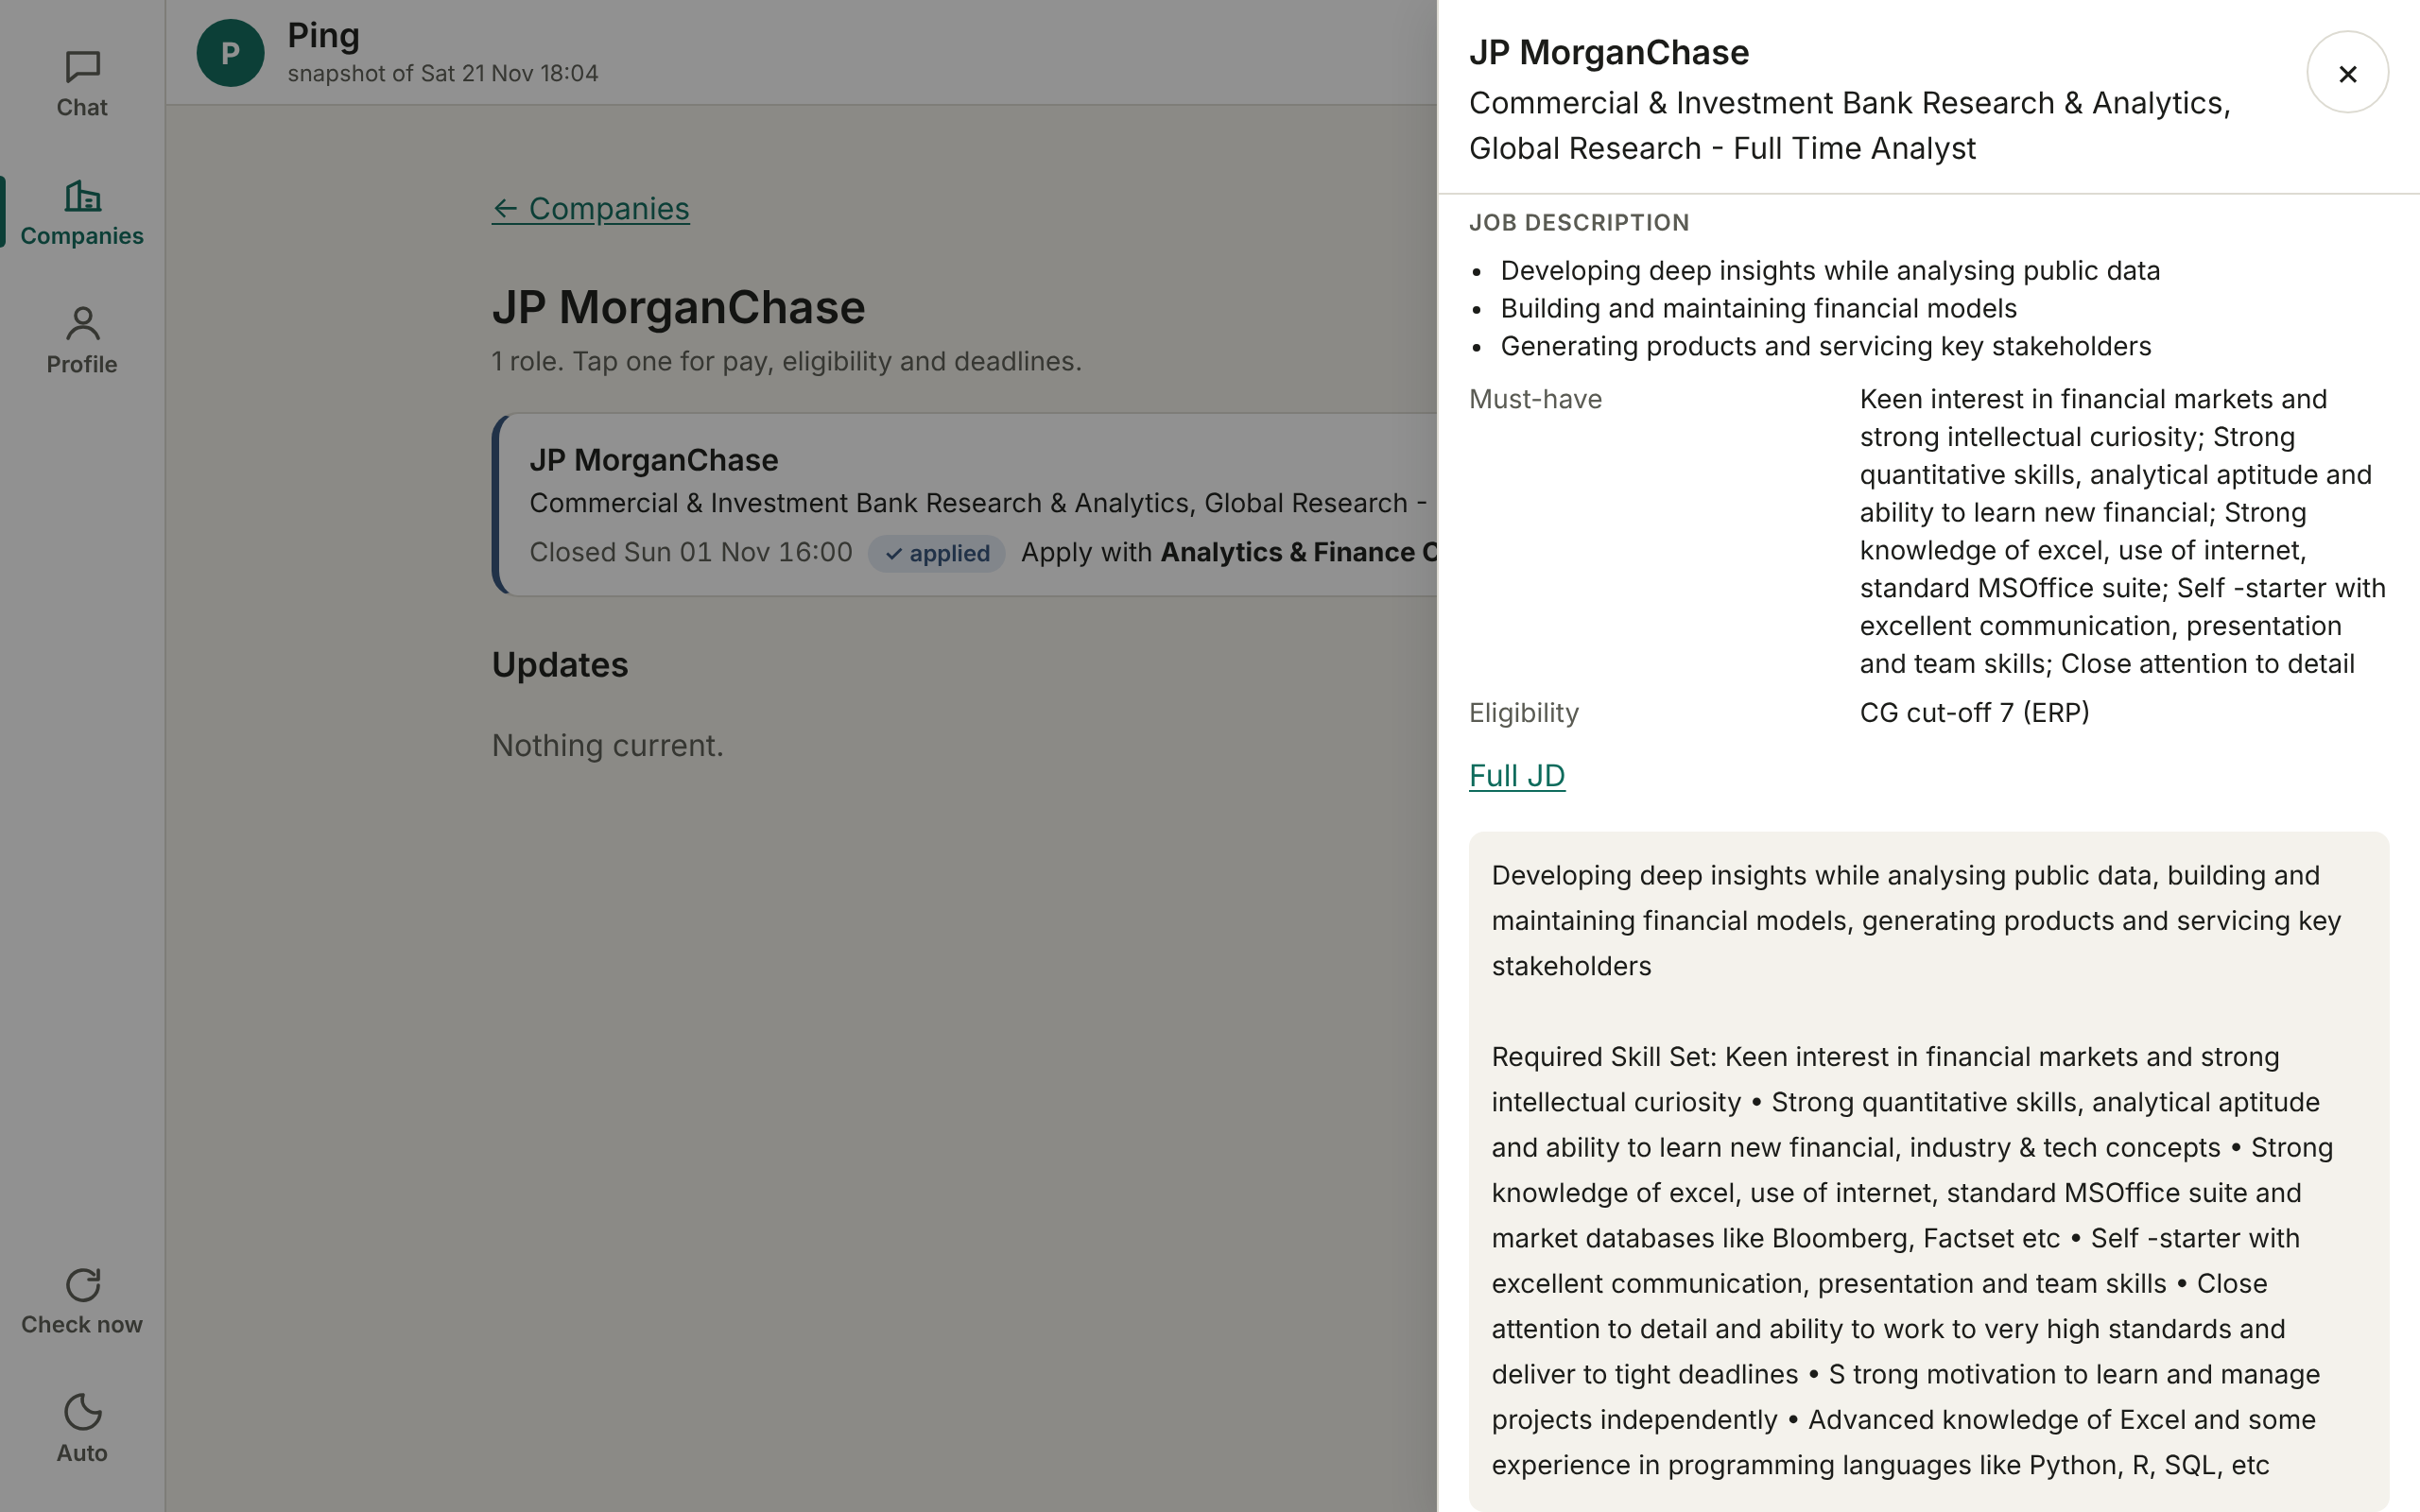 Chat
Companies
Profile
Check now
Auto
P
Ping
snapshot of Sat 21 Nov 18:04
← Companies
JP MorganChase
1 role. Tap one for pay, eligibility and deadlines.
JP MorganChase
Commercial & Investment Bank Research & Analytics, Global Research -
Closed Sun 01 Nov 16:00 ✓ applied Apply with Analytics & Finance C
Updates
Nothing current.
JP MorganChase
Commercial & Investment Bank Research & Analytics,
Global Research - Full Time Analyst
×
JOB DESCRIPTION
• Developing deep insights while analysing public data
• Building and maintaining financial models
• Generating products and servicing key stakeholders
Must-have
Keen interest in financial markets and
strong intellectual curiosity; Strong
quantitative skills, analytical aptitude and
ability to learn new financial; Strong
knowledge of excel, use of internet,
standard MSOffice suite; Self -starter with
excellent communication, presentation
and team skills; Close attention to detail
Eligibility
CG cut-off 7 (ERP)
Full JD
Developing deep insights while analysing public data, building and
maintaining financial models, generating products and servicing key
stakeholders
Required Skill Set: Keen interest in financial markets and strong
intellectual curiosity • Strong quantitative skills, analytical aptitude
and ability to learn new financial, industry & tech concepts • Strong
knowledge of excel, use of internet, standard MSOffice suite and
market databases like Bloomberg, Factset etc • Self -starter with
excellent communication, presentation and team skills • Close
attention to detail and ability to work to very high standards and
deliver to tight deadlines • S trong motivation to learn and manage
projects independently • Advanced knowledge of Excel and some
experience in programming languages like Python, R, SQL, etc